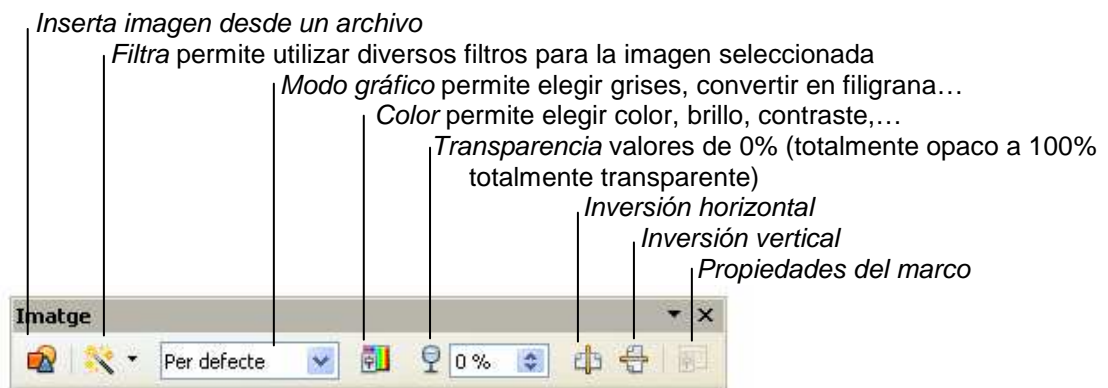 Inserta imagen desde un archivo
Filtra permite utilizar diversos filtros para la imagen seleccionada
Modo gráfico permite elegir grises, convertir en filigrana…
Color permite elegir color, brillo, contraste,…
Transparencia valores de 0% (totalmente opaco a 100%
totalmente transparente)
Inversión horizontal
Inversión vertical
Propiedades del marco
Imatge
Per defecte
0 %